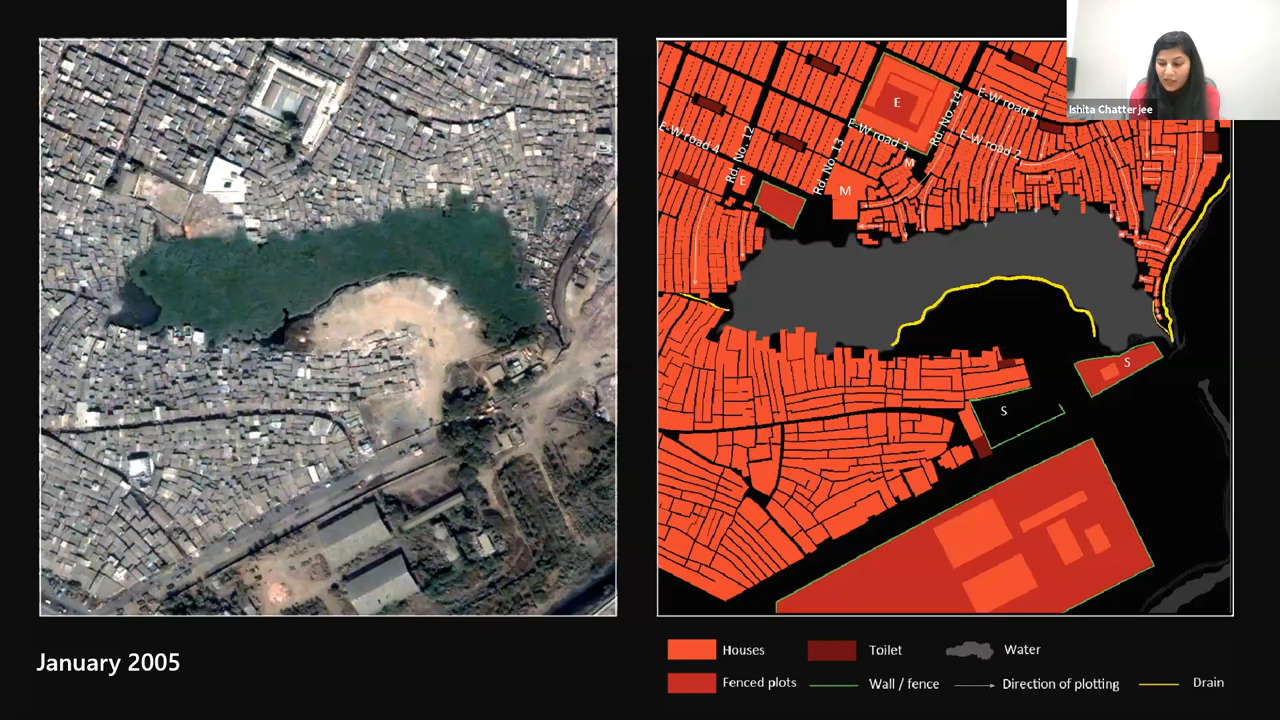 Ishita Chatterjee
E-W road 1
E
Rd. No. 14
E-W road 3
E-W road 2
E-W road 4
Rd. No. 12
Rd. No. 13
M
E
M
S
S
January 2005
Houses
Toilet
Water
Fenced plots
Wall / fence
Direction of plotting
Drain